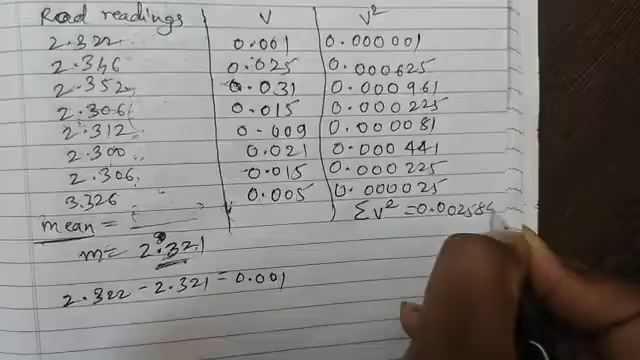 Road readings V V²
2.322 0.001 0.000001
2.346 0.025 0.000625
2.352 0.031 0.000961
2.306 0.015 0.000225
2.312 0.009 0.000081
2.300 0.021 0.000441
2.306 0.015 0.000225
3.326 0.005 0.000025
mean = Σv² = 0.002584
m = 2.321
2.322 - 2.321 = 0.001